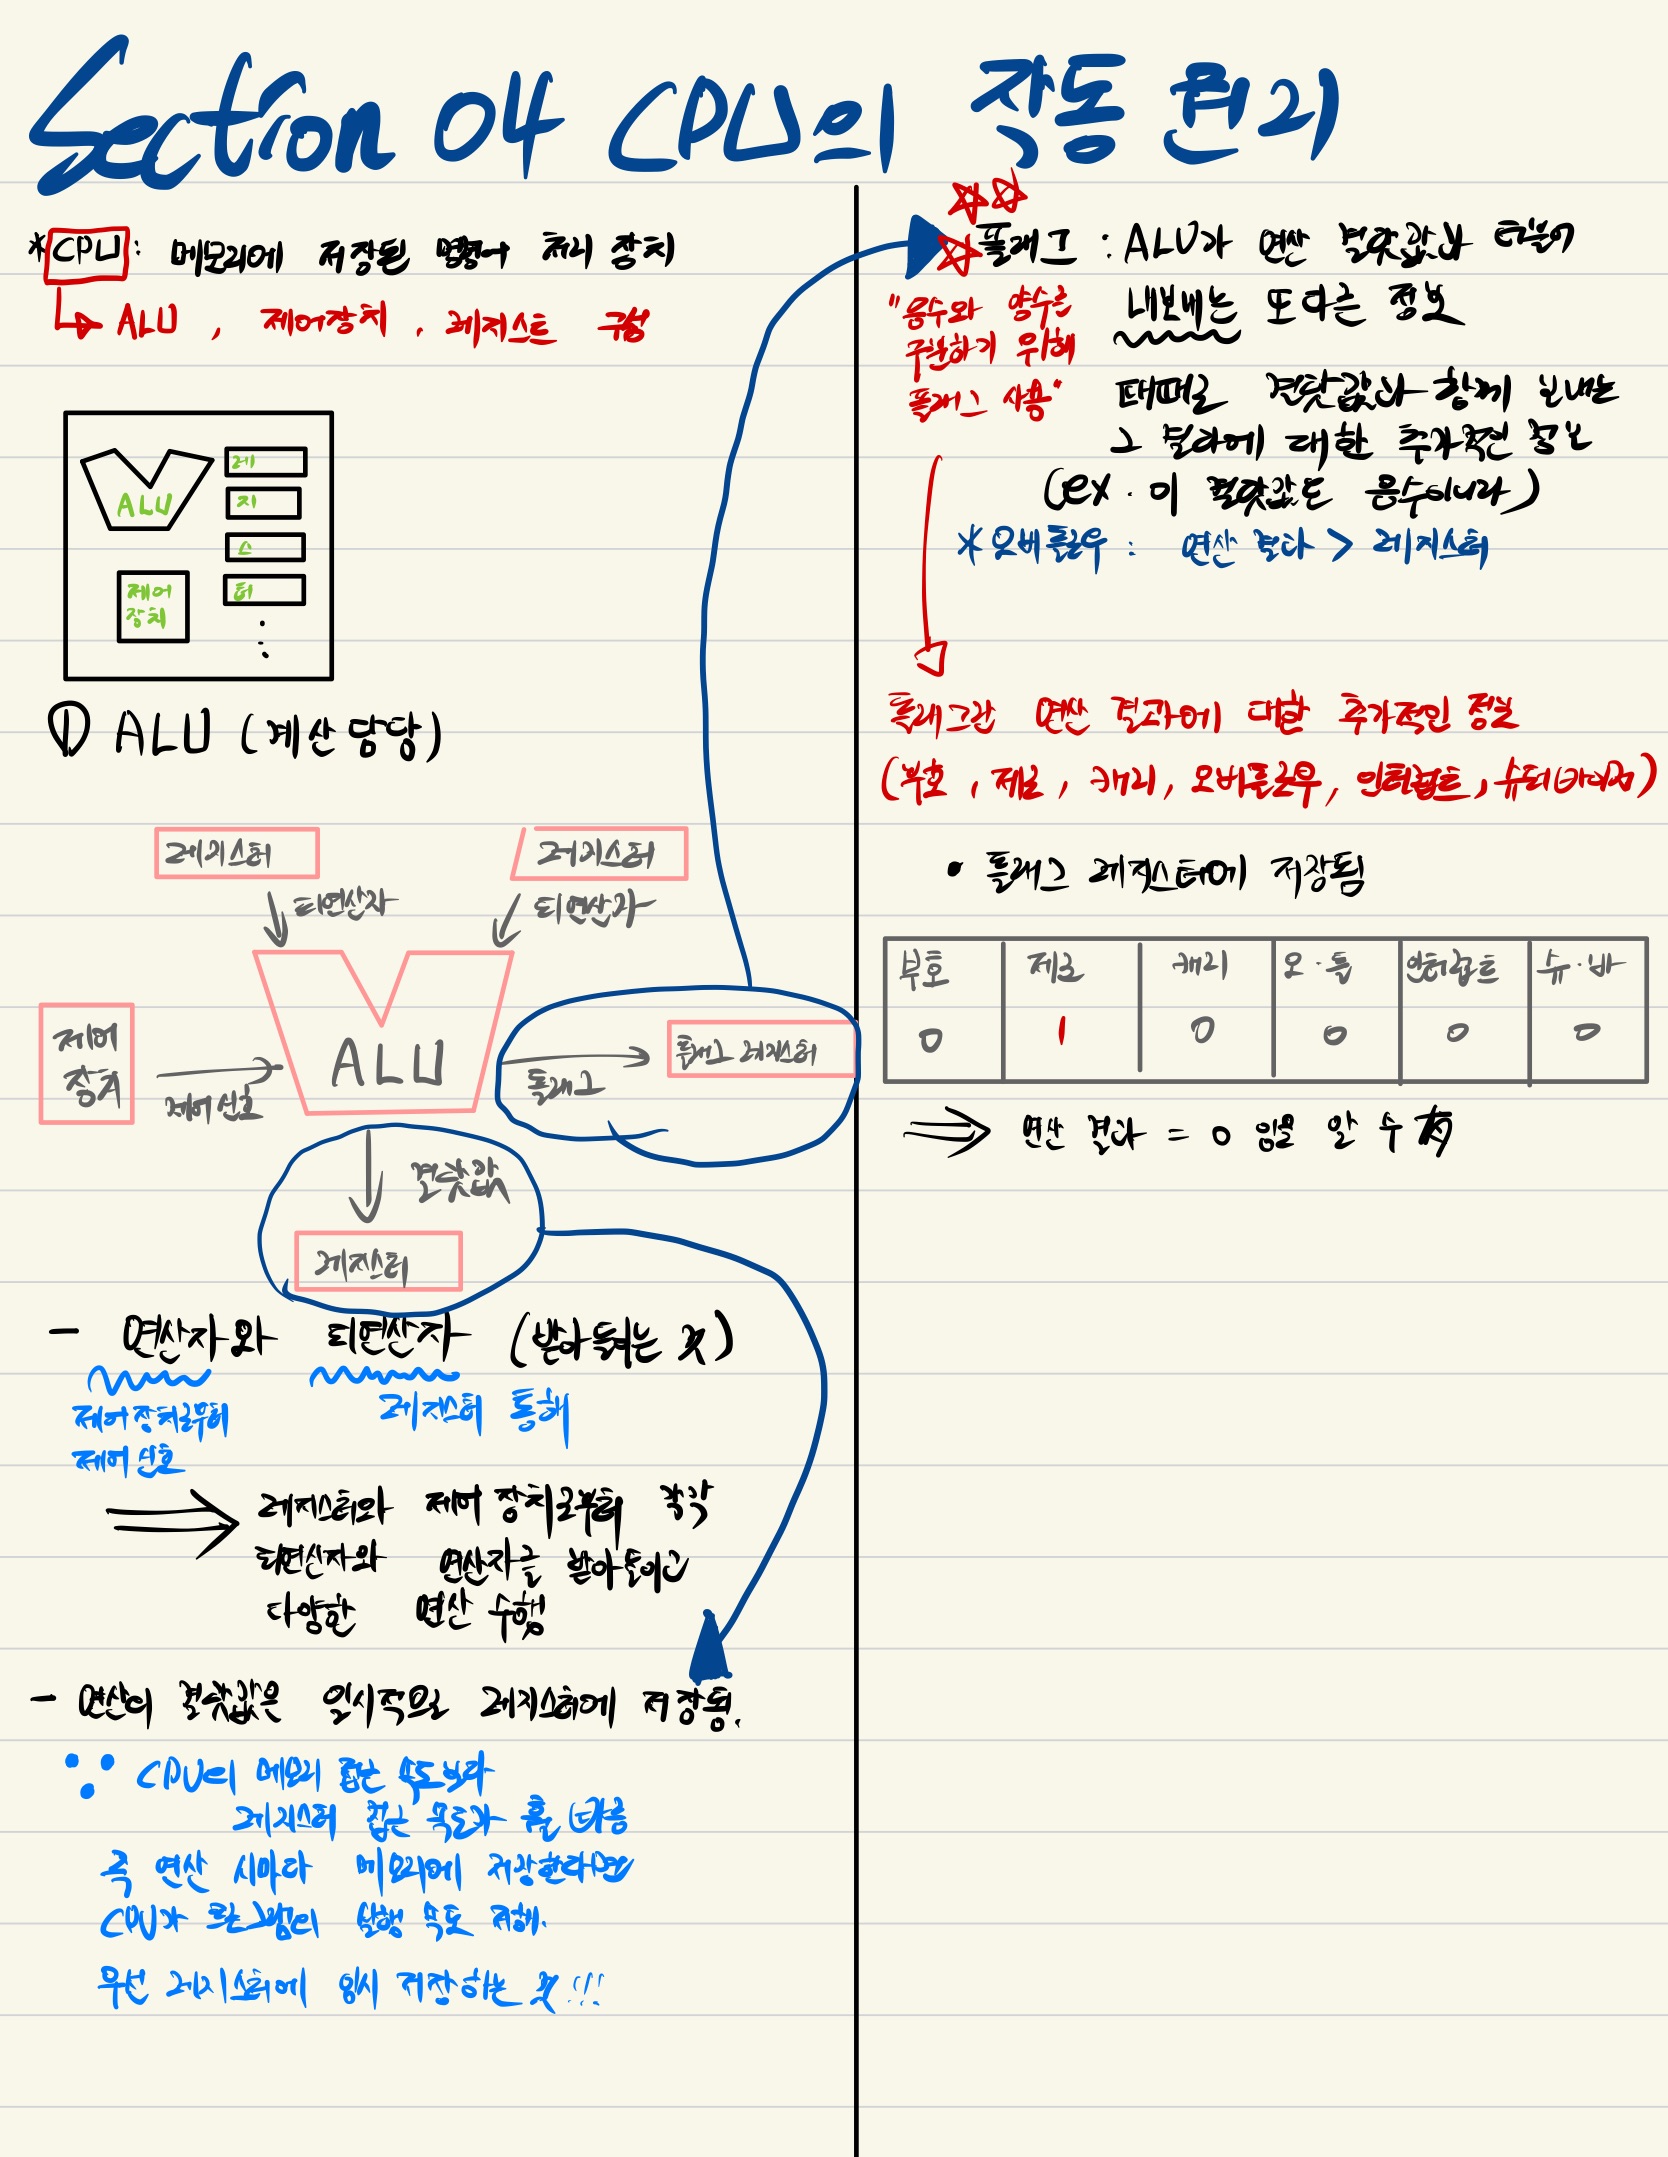 Section 04 CPU의 작동 원리
*CPU: 메모리에 저장된 명령어 처리 장치
ALU, 제어장치, 레지스트 구성
ALU
레
지
스
터
제어
장치
① ALU (계산 담당)
레지스터
레지스터
피연산자
피연산자
제어
장치
제어 신호
ALU
플래그
플래그 레지스터
결괏값
레지스터
- 연산자와 피연산자 (받아들이는 것)
제어장치로부터
제어 신호
레지스터 통해
레지스터와 제어 장치로부터 각각
피연산자와 연산자를 받아들이고
다양한 연산 수행
- 연산의 결괏값은 일시적으로 레지스터에 저장됨.
∵ CPU의 메모리 접근 속도보다
레지스터 접근 속도가 훨 빠름
즉 연산 시마다 메모리에 저장한다면
CPU가 프로그램의 실행 속도 저해.
우선 레지스터에 임시 저장하는 것!!!
☆☆
☆플래그 : ALU가 연산 결괏값과 더불어
내보내는 또다른 정보
"음수와 양수를
구분하기 위해
플래그 사용"
때때로 결괏값과 함께 보내는
그 결과에 대한 추가적인 정보
(ex. 이 결괏값도 음수이니라)
*오버플로우 : 연산 결과 > 레지스터
플래그란 연산 결과에 대한 추가적인 정보
(부호, 제로, 캐리, 오버플로우, 인터럽트, 슈퍼바이저)
• 플래그 레지스터에 저장됨
부호 제로 캐리 오·플 인터럽트 슈·바
0 1 0 0 0 0
⇒ 연산 결과 = 0 임을 알 수 有